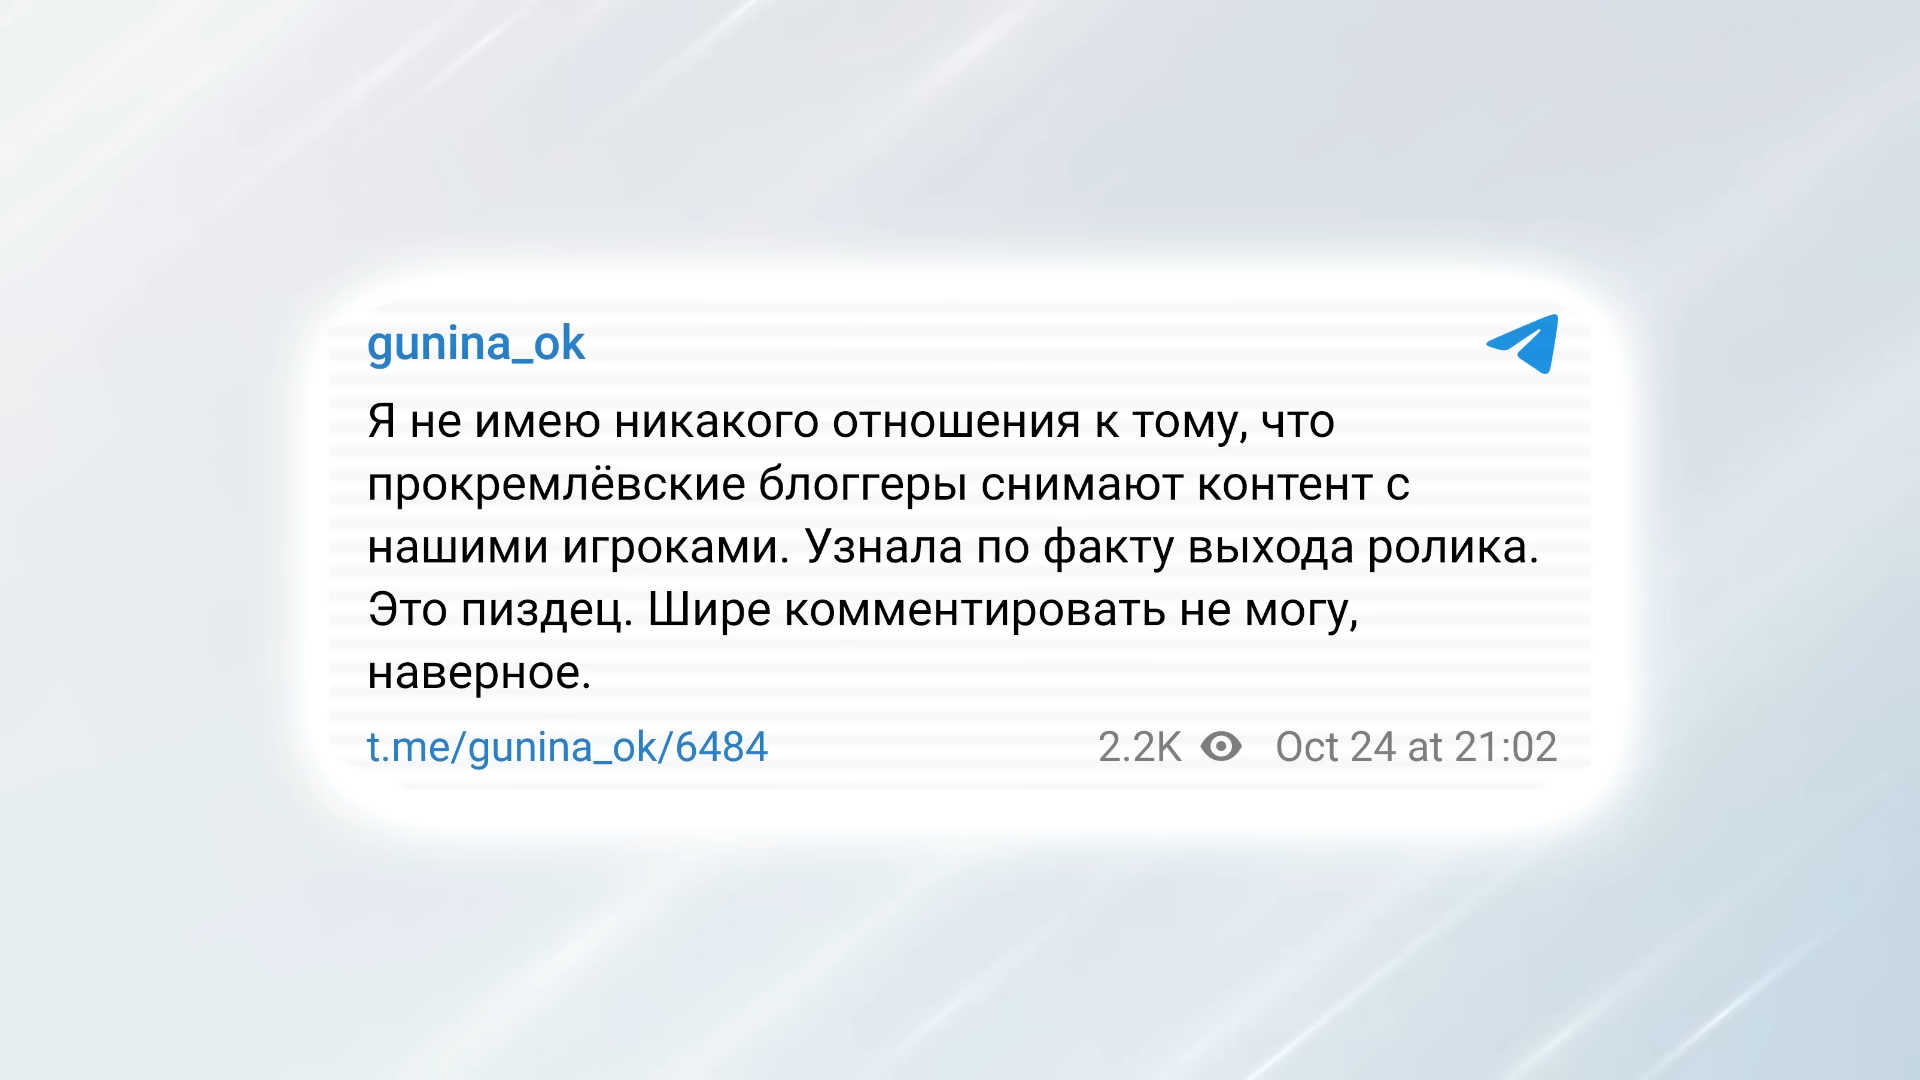 gunina_ok
Я не имею никакого отношения к тому, что
прокремлёвские блоггеры снимают контент с
нашими игроками. Узнала по факту выхода ролика.
Это пиздец. Шире комментировать не могу,
наверное.
t.me/gunina_ok/6484 2.2K Oct 24 at 21:02